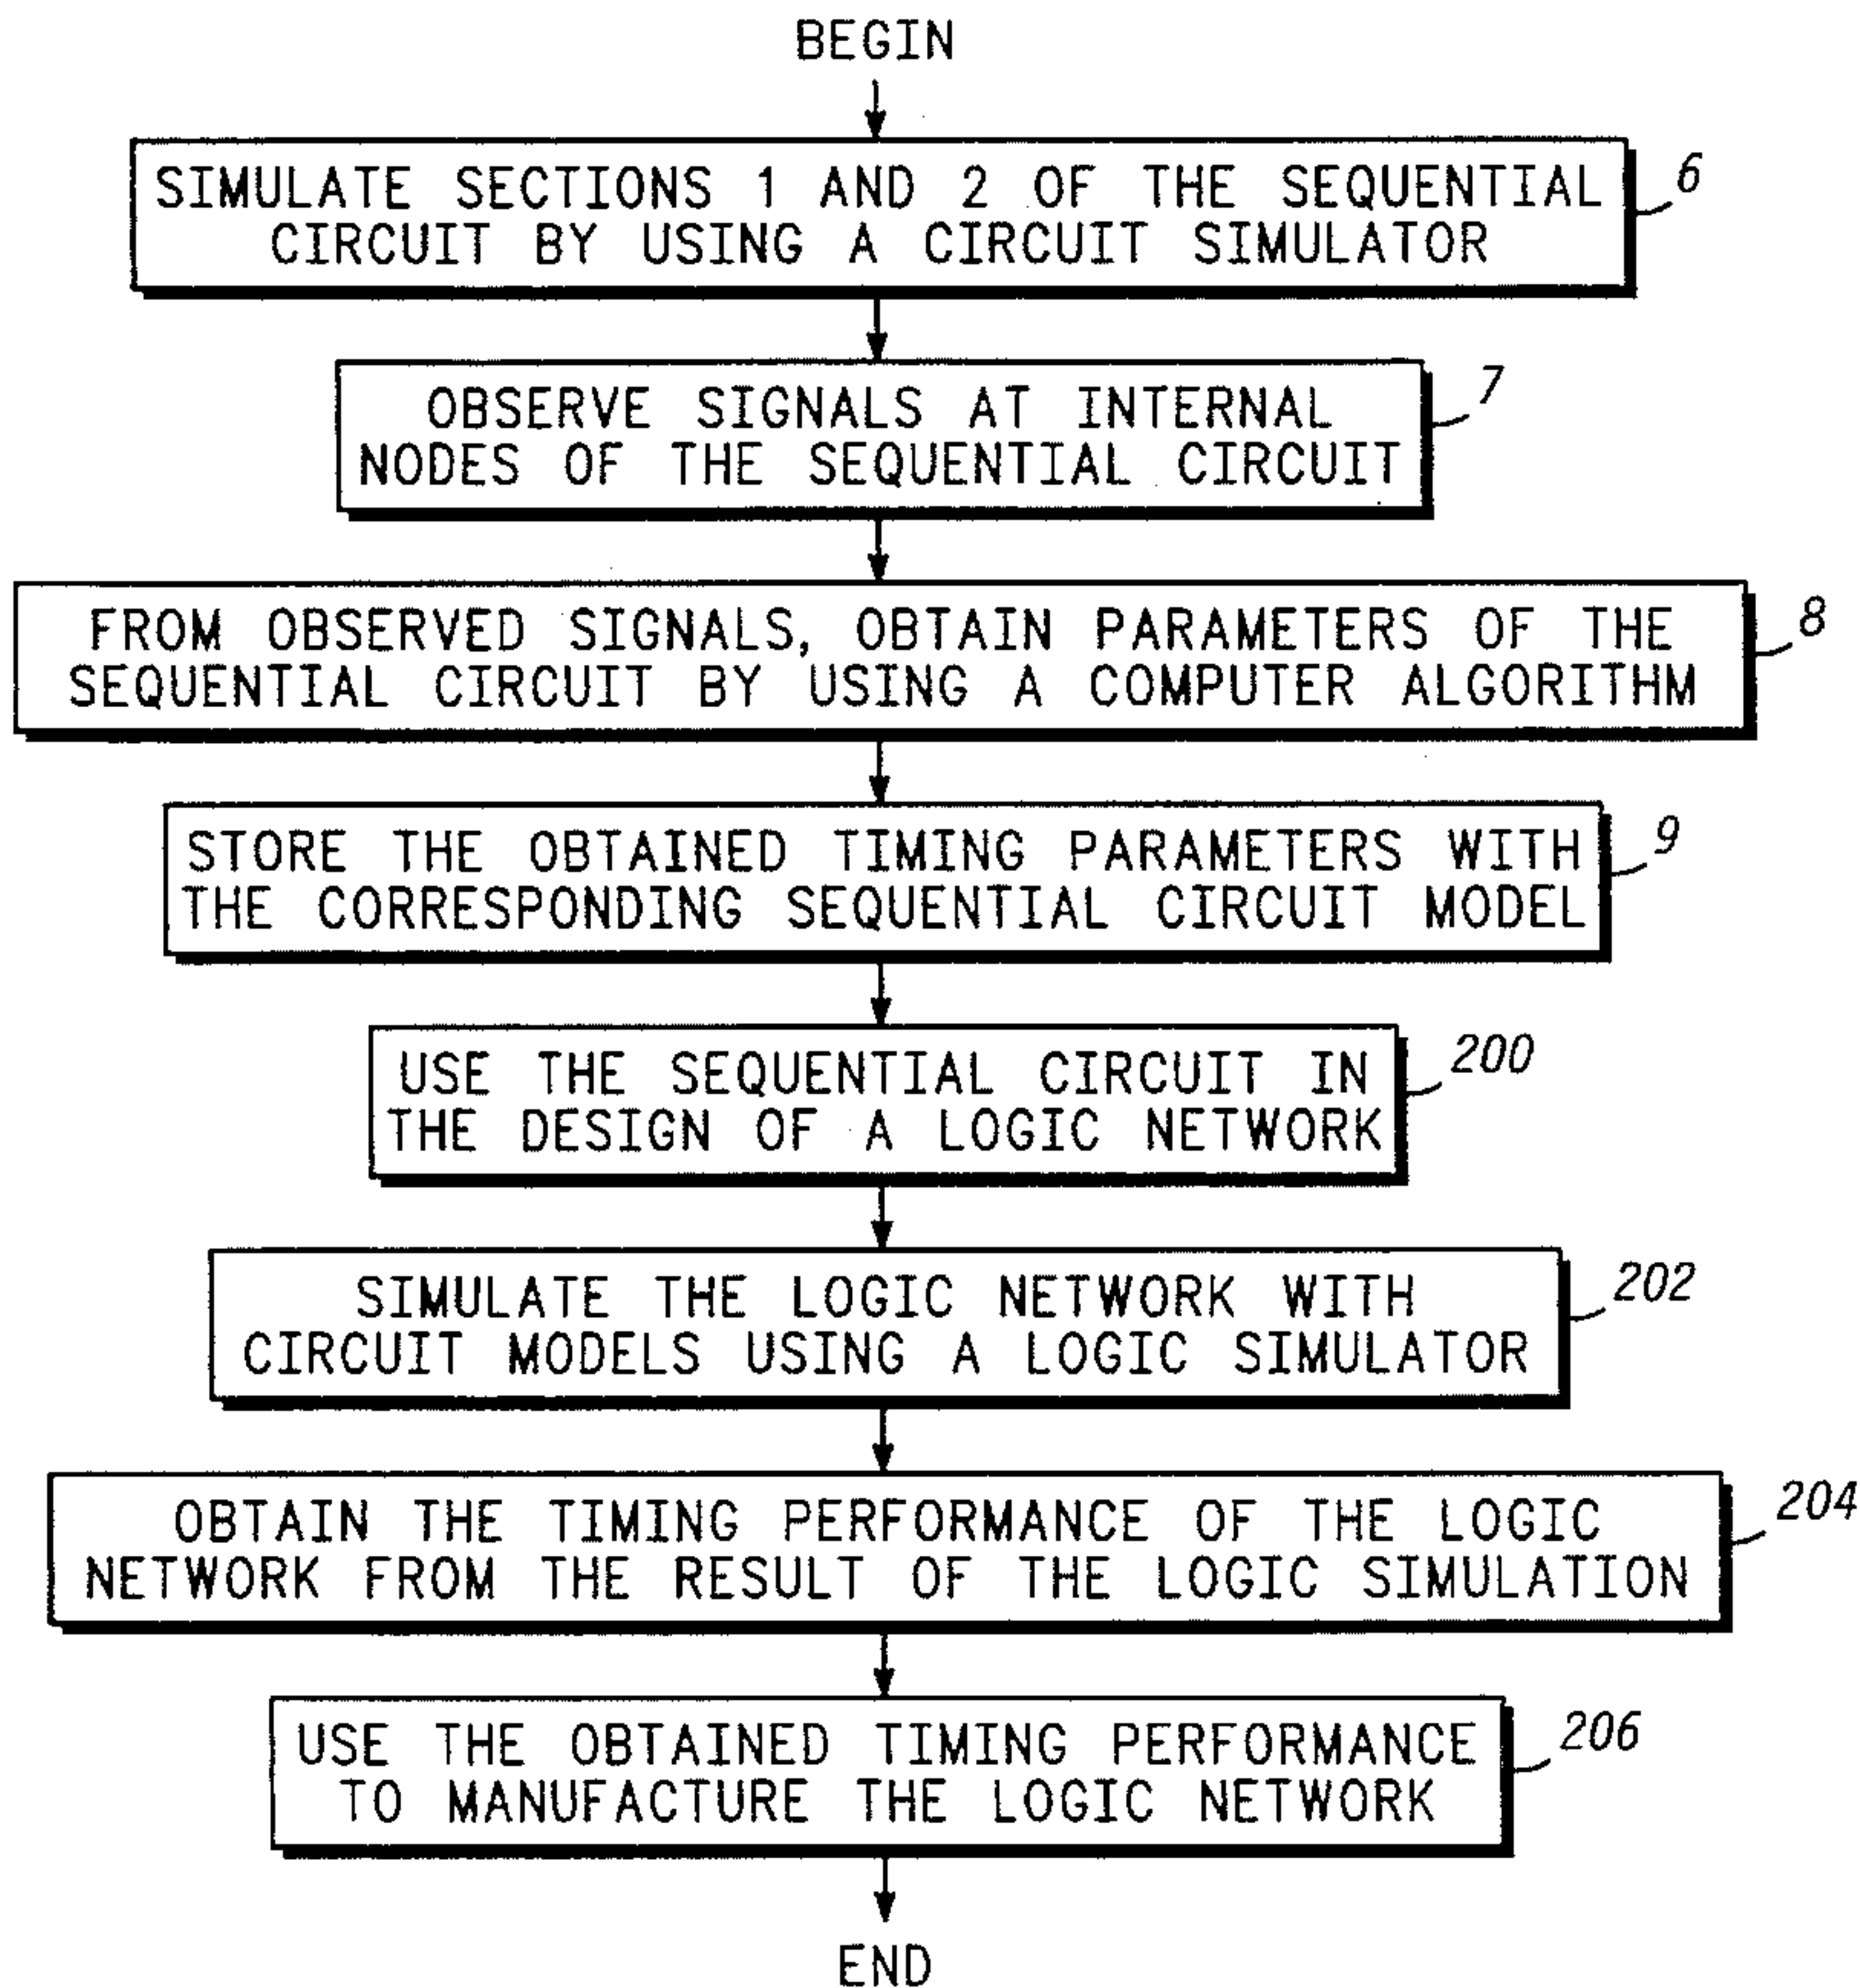 BEGIN
SIMULATE SECTIONS 1 AND 2 OF THE SEQUENTIAL
CIRCUIT BY USING A CIRCUIT SIMULATOR
6
OBSERVE SIGNALS AT INTERNAL
NODES OF THE SEQUENTIAL CIRCUIT
7
FROM OBSERVED SIGNALS, OBTAIN PARAMETERS OF THE
SEQUENTIAL CIRCUIT BY USING A COMPUTER ALGORITHM
8
STORE THE OBTAINED TIMING PARAMETERS WITH
THE CORRESPONDING SEQUENTIAL CIRCUIT MODEL
9
USE THE SEQUENTIAL CIRCUIT IN
THE DESIGN OF A LOGIC NETWORK
200
SIMULATE THE LOGIC NETWORK WITH
CIRCUIT MODELS USING A LOGIC SIMULATOR
202
OBTAIN THE TIMING PERFORMANCE OF THE LOGIC
NETWORK FROM THE RESULT OF THE LOGIC SIMULATION
204
USE THE OBTAINED TIMING PERFORMANCE
TO MANUFACTURE THE LOGIC NETWORK
206
END